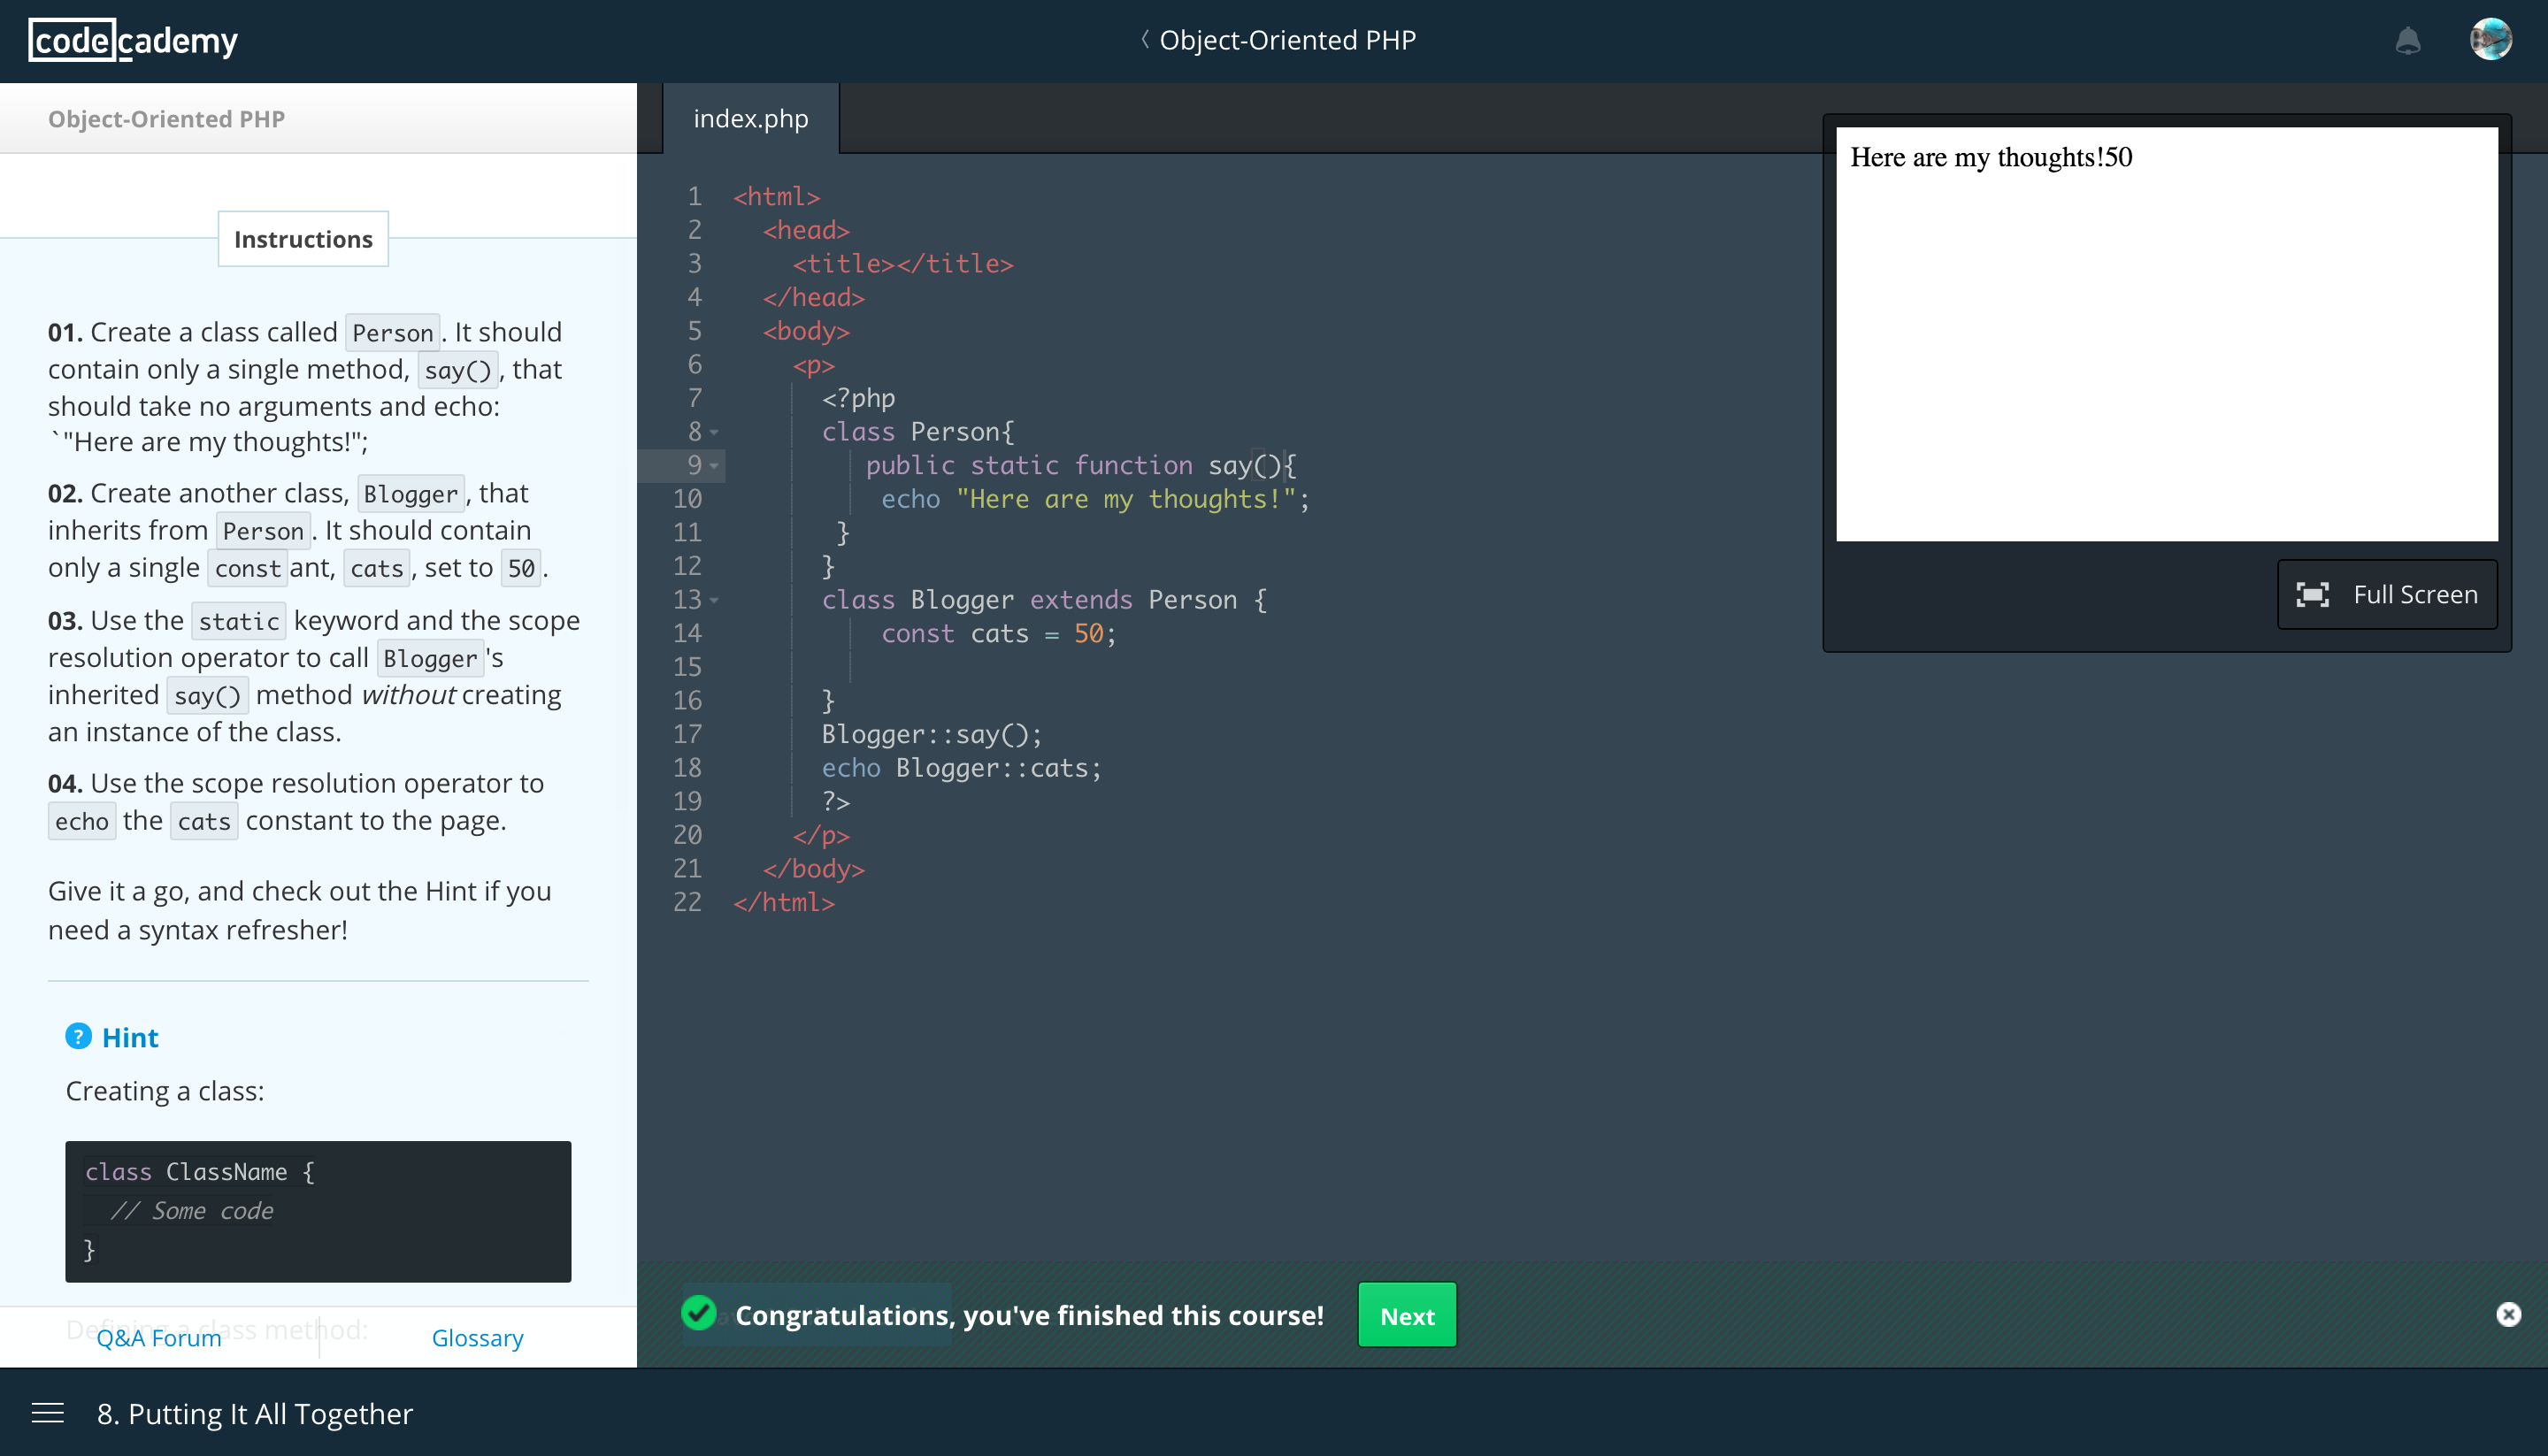 codecademy
Object-Oriented PHP
Object-Oriented PHP
Instructions
01. Create a class called Person. It should
contain only a single method, say(), that
should take no arguments and echo:
`"Here are my thoughts!";
02. Create another class, Blogger, that
inherits from Person. It should contain
only a single constant, cats, set to 50.
03. Use the static keyword and the scope
resolution operator to call Blogger's
inherited say() method without creating
an instance of the class.
04. Use the scope resolution operator to
echo the cats constant to the page.
Give it a go, and check out the Hint if you
need a syntax refresher!
? Hint
Creating a class:
class ClassName {
// Some code
}
Defining a class method:
Q&A Forum
Glossary
index.php
1 <html>
2 <head>
3 <title></title>
4 </head>
5 <body>
6 <p>
7 <?php
8 class Person{
9 public static function say(){
10 echo "Here are my thoughts!";
11 }
12 }
13 class Blogger extends Person {
14 const cats = 50;
15
16 }
17 Blogger::say();
18 echo Blogger::cats;
19 ?>
20 </p>
21 </body>
22 </html>
Here are my thoughts!50
Full Screen
Congratulations, you've finished this course!
Next
8. Putting It All Together